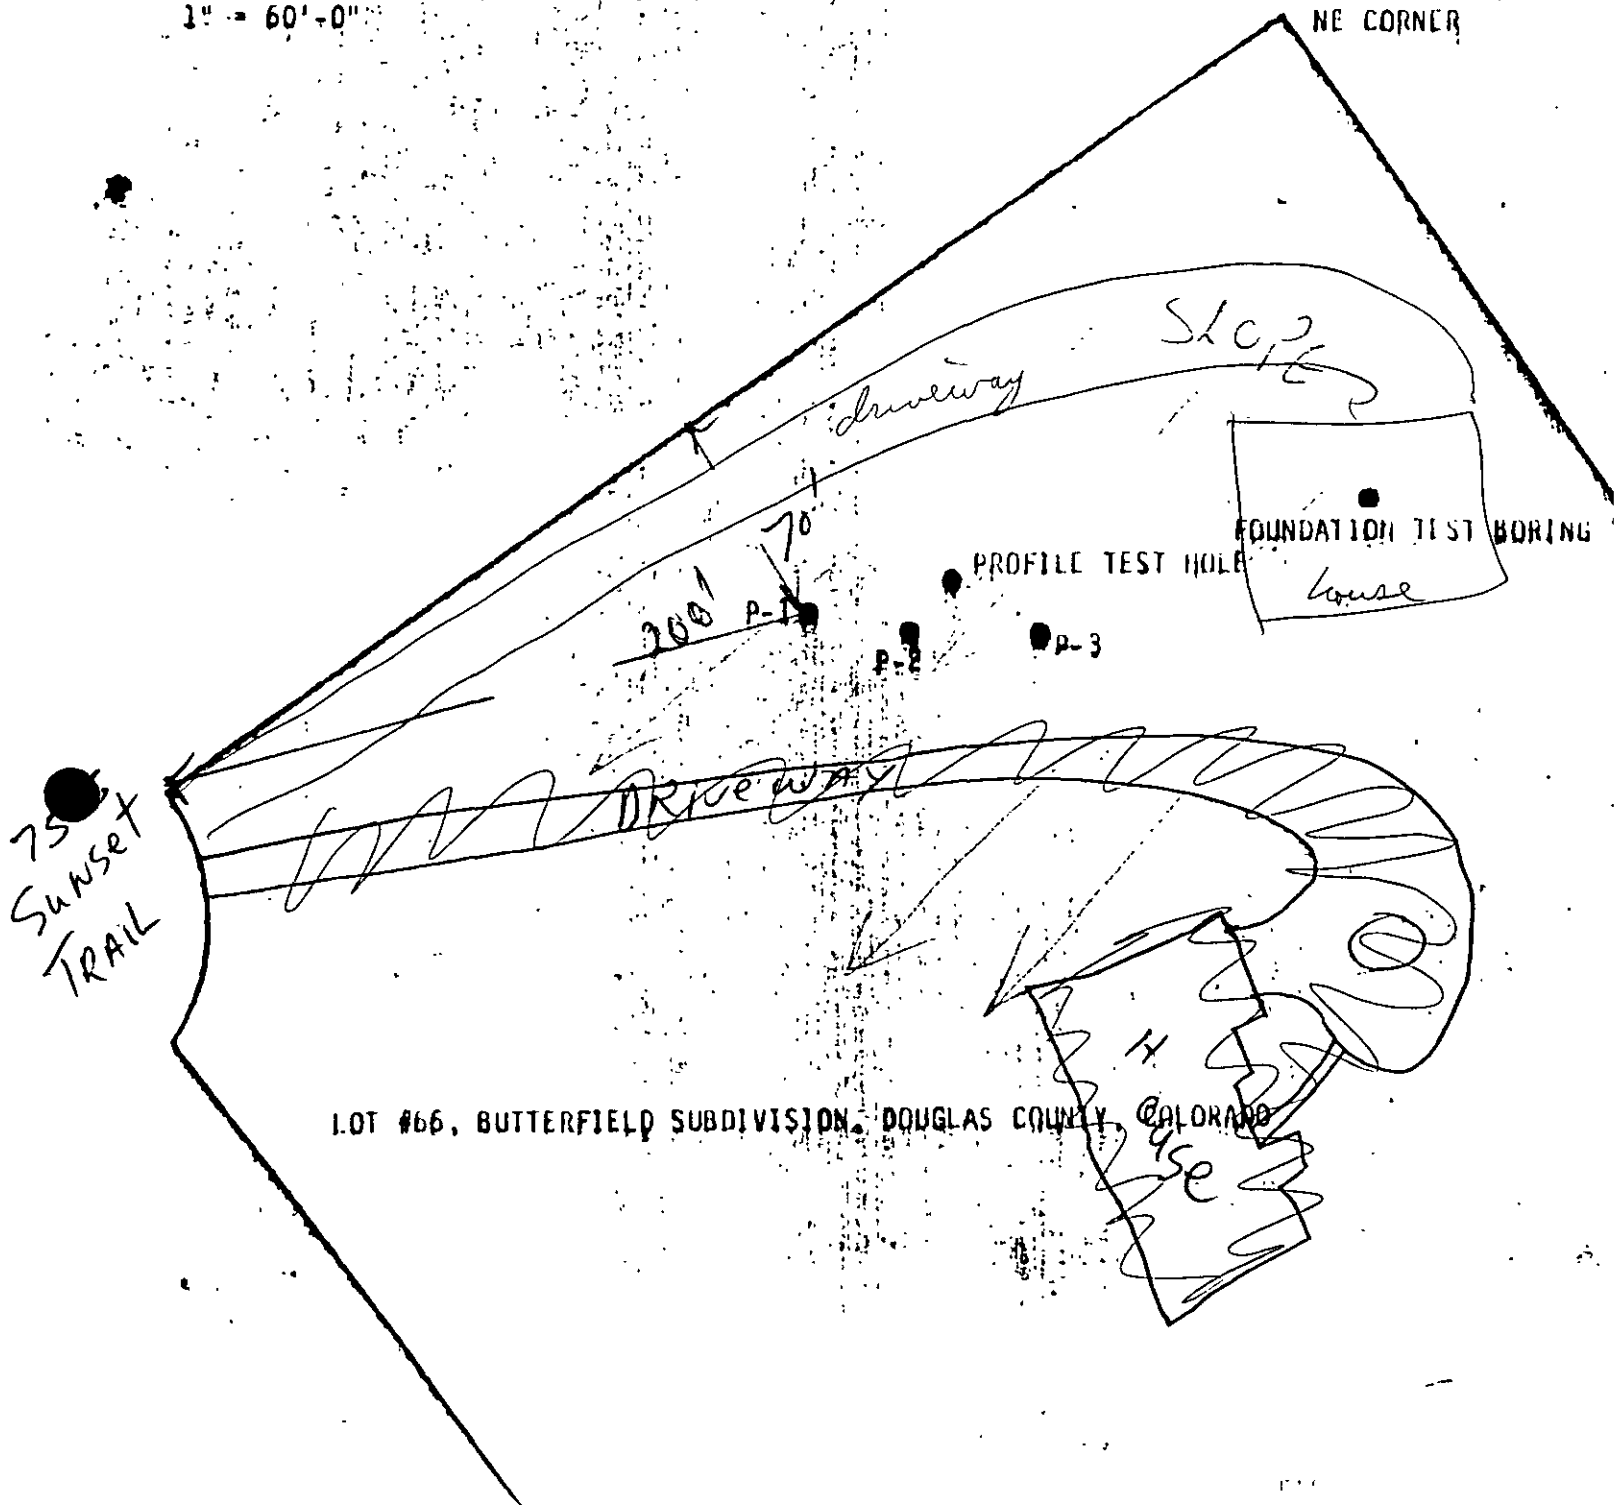 1" = 60'-0"
NE CORNER
SLOPE
driveway
70'
FOUNDATION TEST BORING
PROFILE TEST HOLE
house
200'
P-1
P-2
P-3
DRIVEWAY
Sunset
TRAIL
H
LOT #66, BUTTERFIELD SUBDIVISION, DOUGLAS COUNTY, COLORADO
use